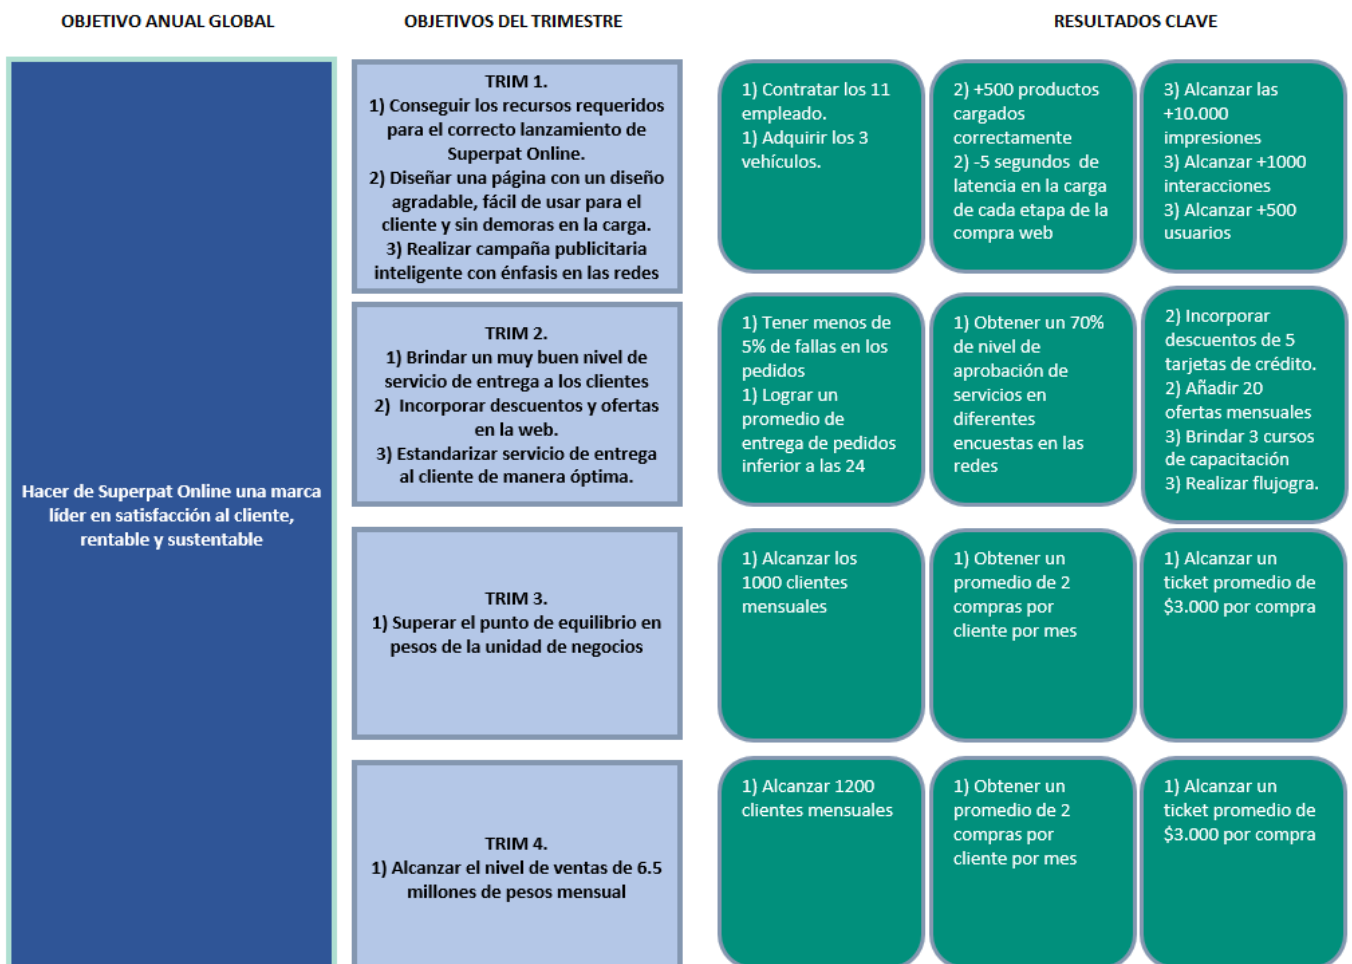 OBJETIVO ANUAL GLOBAL
OBJETIVOS DEL TRIMESTRE
RESULTADOS CLAVE
Hacer de Superpat Online una marca
líder en satisfacción al cliente,
rentable y sustentable
TRIM 1.
1) Conseguir los recursos requeridos
para el correcto lanzamiento de
Superpat Online.
2) Diseñar una página con un diseño
agradable, fácil de usar para el
cliente y sin demoras en la carga.
3) Realizar campaña publicitaria
inteligente con énfasis en las redes
1) Contratar los 11
empleado.
1) Adquirir los 3
vehículos.
2) +500 productos
cargados
correctamente
2) -5 segundos de
latencia en la carga
de cada etapa de la
compra web
3) Alcanzar las
+10.000
impresiones
3) Alcanzar +1000
interacciones
3) Alcanzar +500
usuarios
TRIM 2.
1) Brindar un muy buen nivel de
servicio de entrega a los clientes
2) Incorporar descuentos y ofertas
en la web.
3) Estandarizar servicio de entrega
al cliente de manera óptima.
1) Tener menos de
5% de fallas en los
pedidos
1) Lograr un
promedio de
entrega de pedidos
inferior a las 24
1) Obtener un 70%
de nivel de
aprobación de
servicios en
diferentes
encuestas en las
redes
2) Incorporar
descuentos de 5
tarjetas de crédito.
2) Añadir 20
ofertas mensuales
3) Brindar 3 cursos
de capacitación
3) Realizar flujogra.
TRIM 3.
1) Superar el punto de equilibrio en
pesos de la unidad de negocios
1) Alcanzar los
1000 clientes
mensuales
1) Obtener un
promedio de 2
compras por
cliente por mes
1) Alcanzar un
ticket promedio de
$3.000 por compra
TRIM 4.
1) Alcanzar el nivel de ventas de 6.5
millones de pesos mensual
1) Alcanzar 1200
clientes mensuales
1) Obtener un
promedio de 2
compras por
cliente por mes
1) Alcanzar un
ticket promedio de
$3.000 por compra